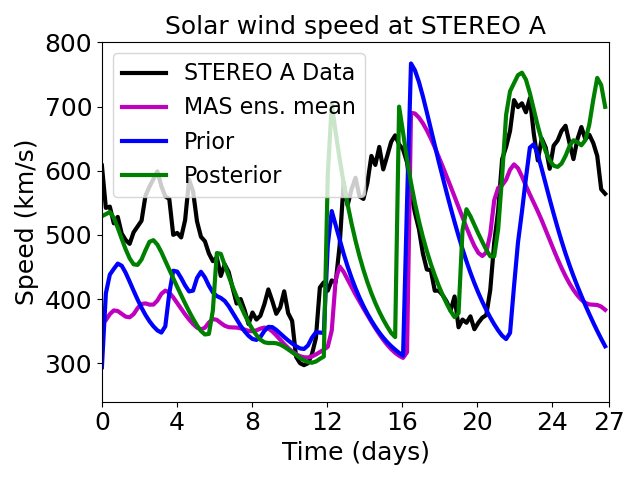 Solar wind speed at STEREO A
800
700
600
500
400
300
Speed (km/s)
STEREO A Data
MAS ens. mean
Prior
Posterior
0 4 8 12 16 20 24 27
Time (days)